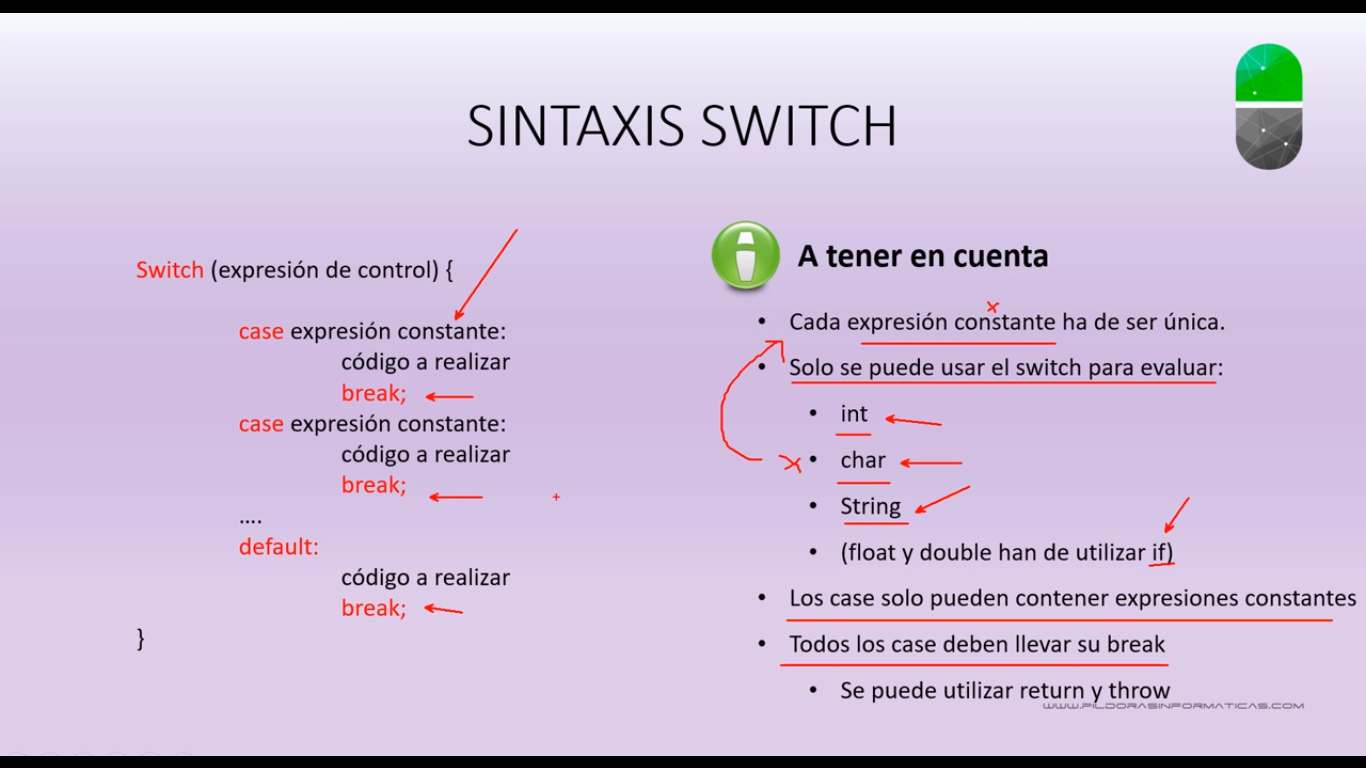 SINTAXIS SWITCH
Switch (expresión de control) {
case expresión constante:
código a realizar
break;
case expresión constante:
código a realizar
break;
....
default:
código a realizar
break;
}
A tener en cuenta
• Cada expresión constante ha de ser única.
• Solo se puede usar el switch para evaluar:
• int
• char
• String
• (float y double han de utilizar if)
• Los case solo pueden contener expresiones constantes
• Todos los case deben llevar su break
• Se puede utilizar return y throw
WWW.PILDORASINFORMATICAS.COM